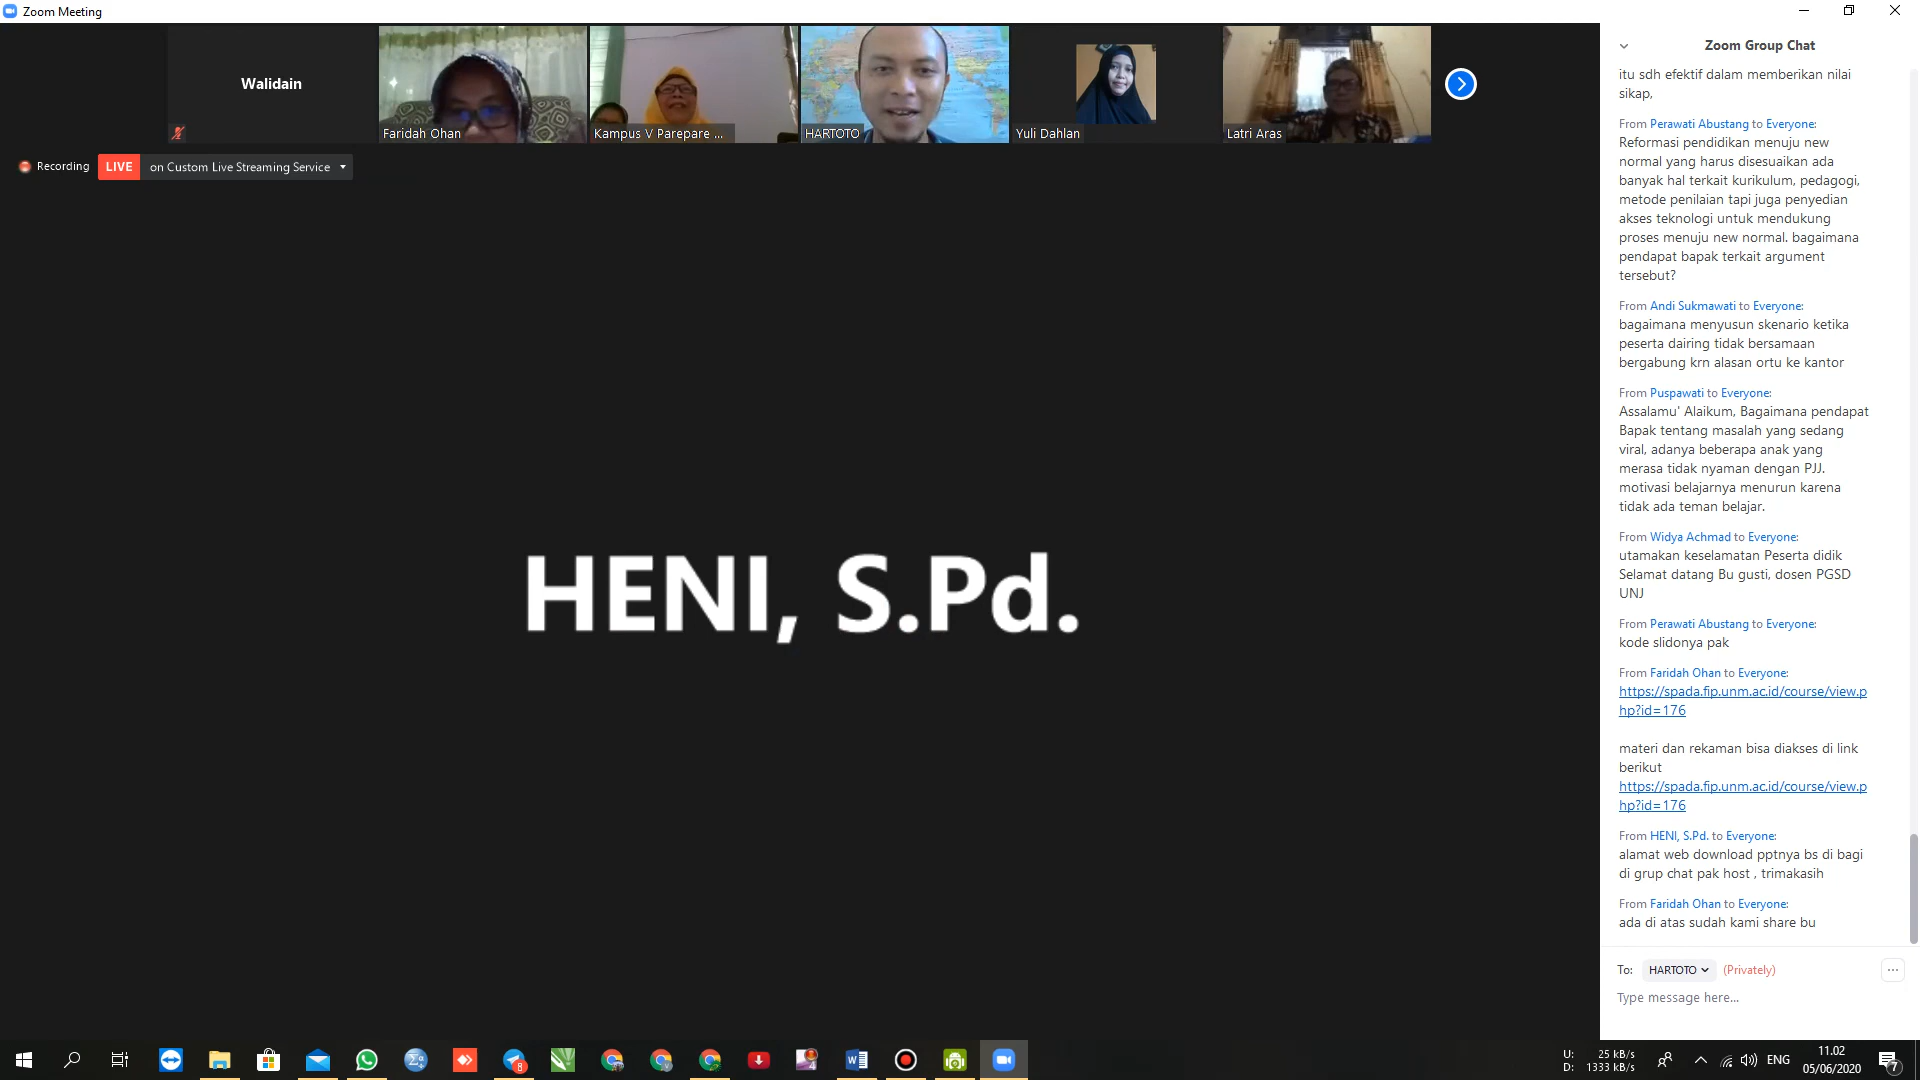 Zoom Meeting
Walidain
Faridah Ohan
Kampus V Parepare ...
HARTOTO
Yuli Dahlan
Latri Aras
Recording
LIVE
on Custom Live Streaming Service
HENI, S.Pd.
Zoom Group Chat
itu sdh efektif dalam memberikan nilai
sikap,
From Perawati Abustang to Everyone:
Reformasi pendidikan menuju new
normal yang harus disesuaikan ada
banyak hal terkait kurikulum, pedagogi,
metode penilaian tapi juga penyedian
akses teknologi untuk mendukung
proses menuju new normal. bagaimana
pendapat bapak terkait argument
tersebut?
From Andi Sukmawati to Everyone:
bagaimana menyusun skenario ketika
peserta dairing tidak bersamaan
bergabung krn alasan ortu ke kantor
From Puspawati to Everyone:
Assalamu' Alaikum, Bagaimana pendapat
Bapak tentang masalah yang sedang
viral, adanya beberapa anak yang
merasa tidak nyaman dengan PJJ.
motivasi belajarnya menurun karena
tidak ada teman belajar.
From Widya Achmad to Everyone:
utamakan keselamatan Peserta didik
Selamat datang Bu gusti, dosen PGSD
UNJ
From Perawati Abustang to Everyone:
kode slidonya pak
From Faridah Ohan to Everyone:
https://spada.fip.unm.ac.id/course/view.p
hp?id=176
materi dan rekaman bisa diakses di link
berikut
https://spada.fip.unm.ac.id/course/view.p
hp?id=176
From HENI, S.Pd. to Everyone:
alamat web download pptnya bs di bagi
di grup chat pak host , trimakasih
From Faridah Ohan to Everyone:
ada di atas sudah kami share bu
To: HARTOTO (Privately)
Type message here...
U: 25 kB/s
D: 1333 kB/s
ENG
11.02
05/06/2020
7
8